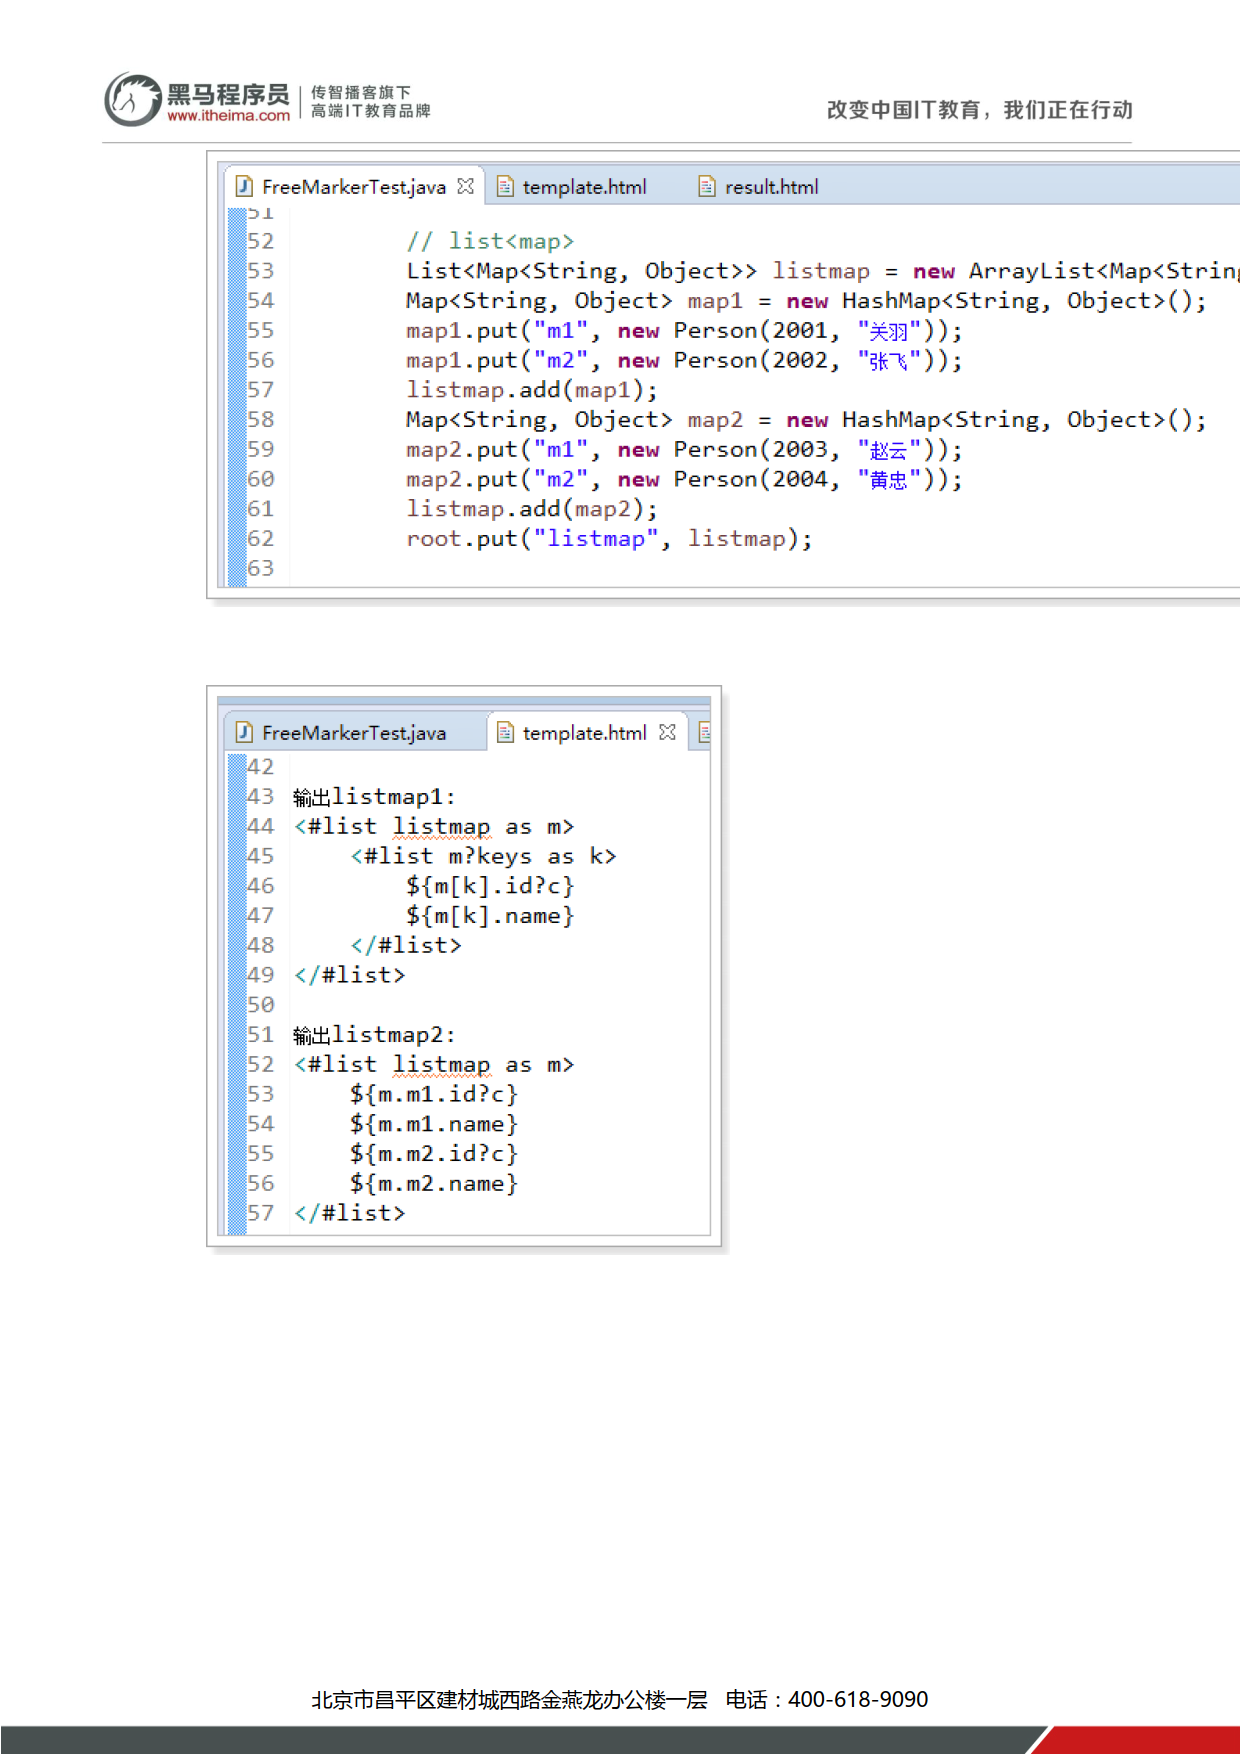 黑马程序员 传智播客旗下
www.itheima.com 高端IT教育品牌
改变中国IT教育，我们正在行动
FreeMarkerTest.java template.html result.html
51
52 // list<map>
53 List<Map<String, Object>> listmap = new ArrayList<Map<String
54 Map<String, Object> map1 = new HashMap<String, Object>();
55 map1.put("m1", new Person(2001, "关羽"));
56 map1.put("m2", new Person(2002, "张飞"));
57 listmap.add(map1);
58 Map<String, Object> map2 = new HashMap<String, Object>();
59 map2.put("m1", new Person(2003, "赵云"));
60 map2.put("m2", new Person(2004, "黄忠"));
61 listmap.add(map2);
62 root.put("listmap", listmap);
63
FreeMarkerTest.java template.html
42
43 输出listmap1:
44 <#list listmap as m>
45 <#list m?keys as k>
46 ${m[k].id?c}
47 ${m[k].name}
48 </#list>
49 </#list>
50
51 输出listmap2:
52 <#list listmap as m>
53 ${m.m1.id?c}
54 ${m.m1.name}
55 ${m.m2.id?c}
56 ${m.m2.name}
57 </#list>
北京市昌平区建材城西路金燕龙办公楼一层 电话：400-618-9090